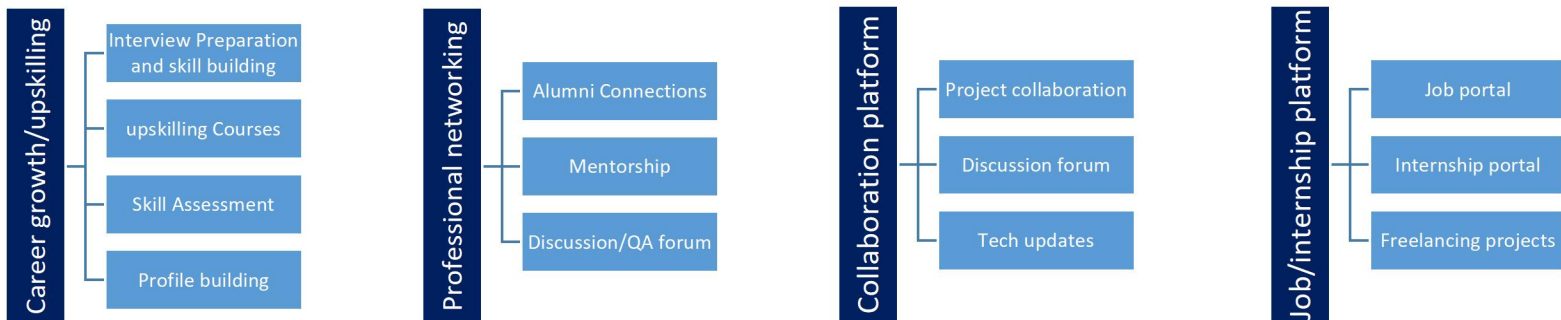 Career growth/upskilling
Interview Preparation
and skill building
upskilling Courses
Skill Assessment
Profile building
Professional networking
Alumni Connections
Mentorship
Discussion/QA forum
Collaboration platform
Project collaboration
Discussion forum
Tech updates
Job/internship platform
Job portal
Internship portal
Freelancing projects